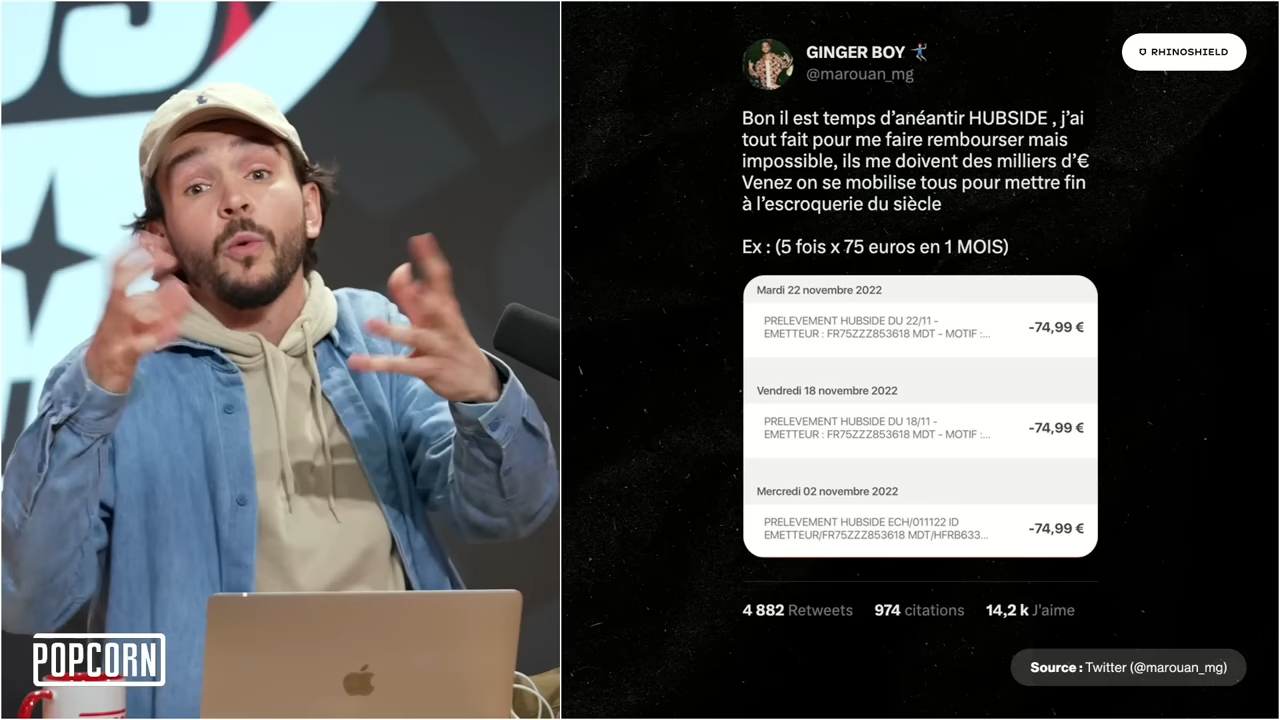 GINGER BOY
@marouan_mg
RHINOSHIELD
Bon il est temps d’anéantir HUBSIDE , j’ai
tout fait pour me faire rembourser mais
impossible, ils me doivent des milliers d’€
Venez on se mobilise tous pour mettre fin
à l’escroquerie du siècle
Ex : (5 fois x 75 euros en 1 MOIS)
Mardi 22 novembre 2022
PRELEVEMENT HUBSIDE DU 22/11 -
EMETTEUR : FR75ZZZ853618 MDT - MOTIF :...
-74,99 €
Vendredi 18 novembre 2022
PRELEVEMENT HUBSIDE DU 18/11 -
EMETTEUR : FR75ZZZ853618 MDT - MOTIF :...
-74,99 €
Mercredi 02 novembre 2022
PRELEVEMENT HUBSIDE ECH/011122 ID
EMETTEUR/FR75ZZZ853618 MDT/HFRB633...
-74,99 €
4 882 Retweets 974 citations 14,2 k J'aime
POPCORN
Source : Twitter (@marouan_mg)